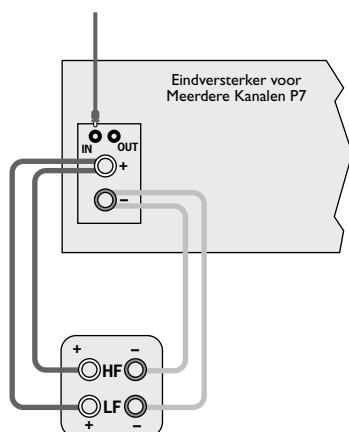 Eindversterker voor
Meerdere Kanalen P7
IN OUT
+
–
+ –
HF
LF
+ –